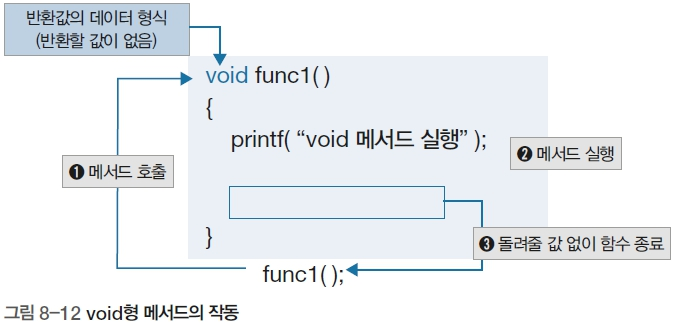 반환값의 데이터 형식
(반환할 값이 없음)
void func1( )
{
printf( “void 메서드 실행” );
❷ 메서드 실행
❶ 메서드 호출
}
❸ 돌려줄 값 없이 함수 종료
func1( );
그림 8-12 void형 메서드의 작동